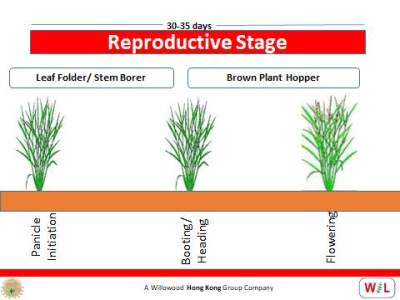 30-35 days
Reproductive Stage
Leaf Folder/ Stem Borer
Brown Plant Hopper
Panicle
Initiation
Booting/
Heading
Flowering
A Willowood Hong Kong Group Company